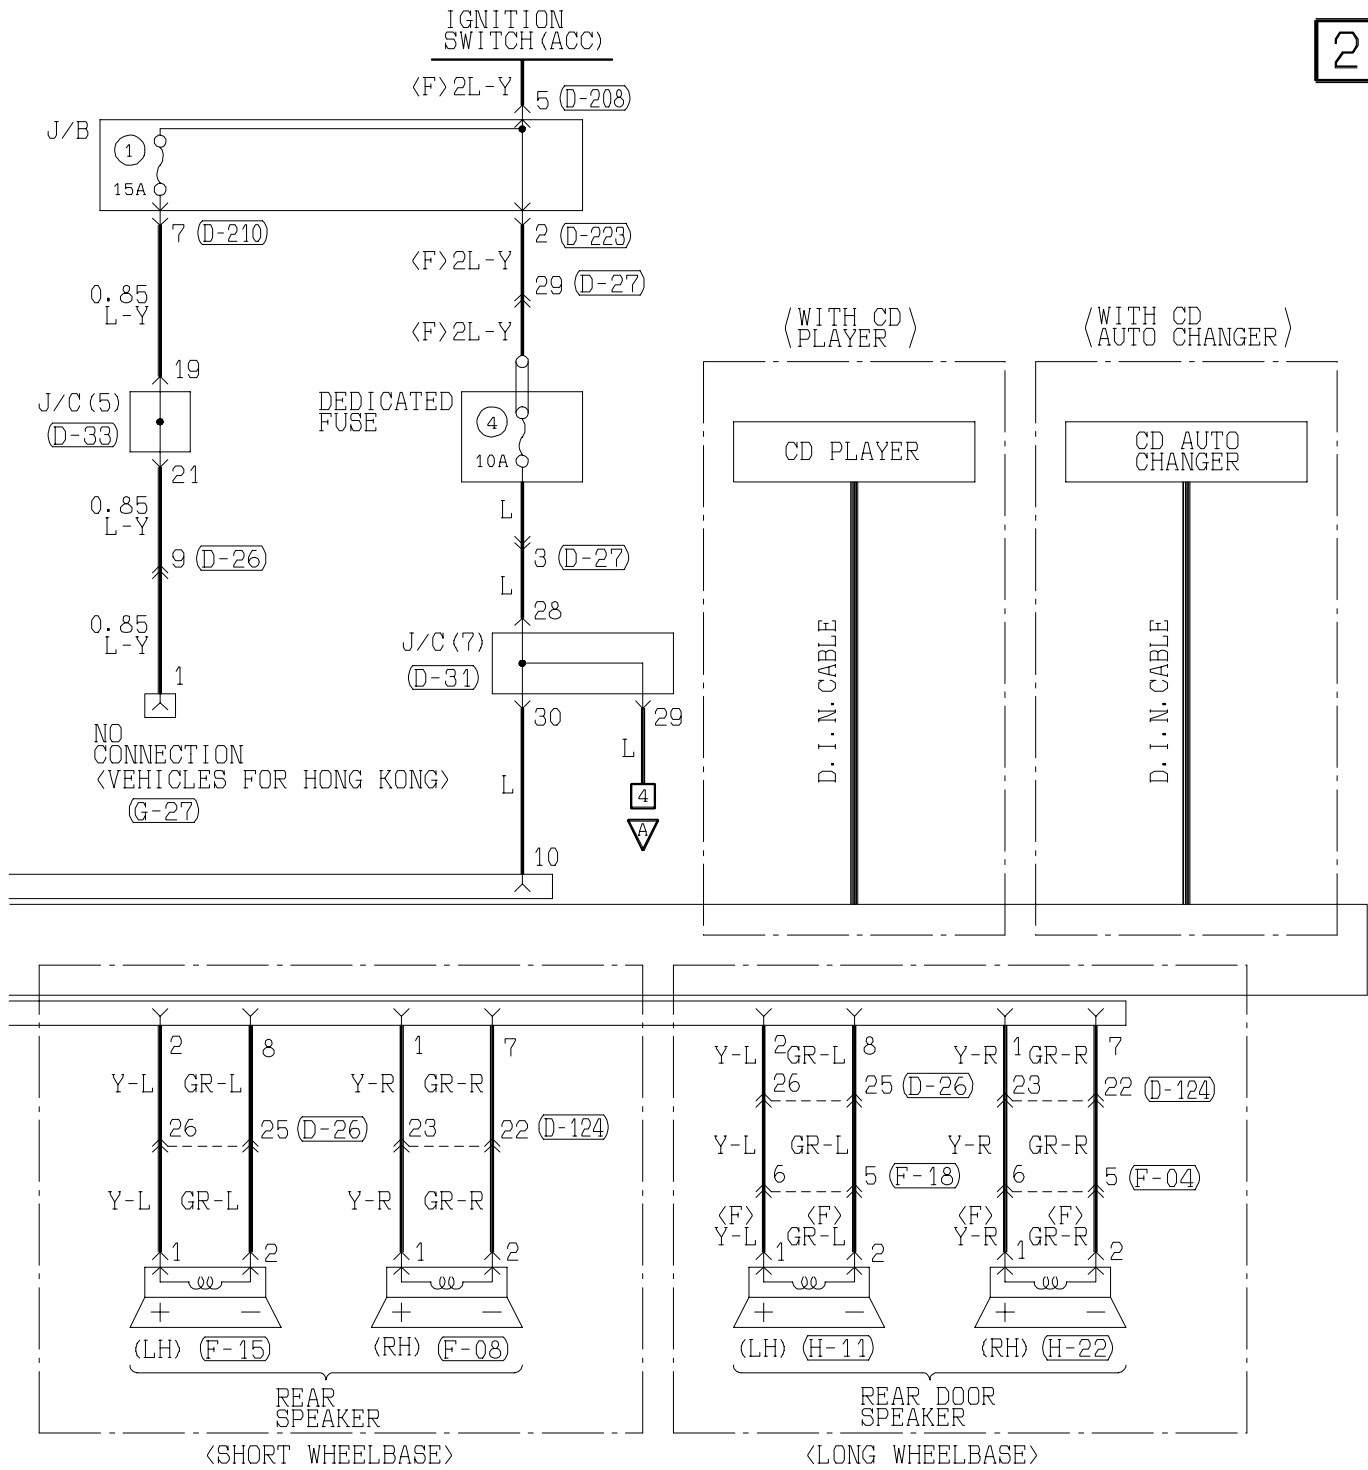 IGNITION
SWITCH(ACC)
2
<F>2L-Y
5 (D-208)
J/B
1
15A
7 (D-210)
2 (D-223)
<F>2L-Y
29 (D-27)
0.85
L-Y
<F>2L-Y
<WITH CD
PLAYER>
<WITH CD
AUTO CHANGER>
19
J/C(5)
(D-33)
DEDICATED
FUSE
4
10A
CD PLAYER
CD AUTO
CHANGER
21
0.85
L-Y
L
9 (D-26)
3 (D-27)
L
28
0.85
L-Y
J/C(7)
(D-31)
1
30
29
D.I.N.CABLE
D.I.N.CABLE
NO
CONNECTION
<VEHICLES FOR HONG KONG>
(G-27)
L
L
4
A
10
2
8
1
7
Y-L
GR-L
Y-R
GR-R
26
25 (D-26)
23
22 (D-124)
Y-L
GR-L
Y-R
GR-R
1
2
1
2
+
−
+
−
(LH) (F-15)
(RH) (F-08)
REAR
SPEAKER
<SHORT WHEELBASE>
Y-L
2
GR-L
8
Y-R
1
GR-R
7
26
25 (D-26)
23
22 (D-124)
Y-L
GR-L
Y-R
GR-R
6
5 (F-18)
6
5 (F-04)
<F>
Y-L
<F>
GR-L
<F>
Y-R
<F>
GR-R
1
2
1
2
+
−
+
−
(LH) (H-11)
(RH) (H-22)
REAR DOOR
SPEAKER
<LONG WHEELBASE>